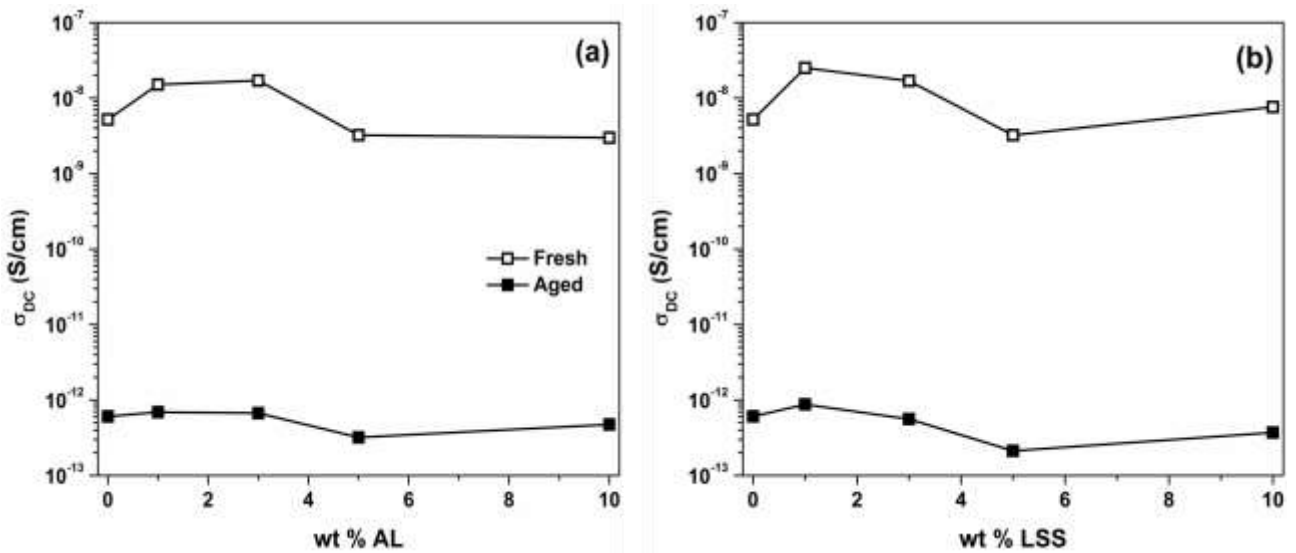 10⁻⁷
10⁻⁸
10⁻⁹
10⁻¹⁰
10⁻¹¹
10⁻¹²
10⁻¹³
σDC (S/cm)
(a)
Fresh
Aged
0 2 4 6 8 10
wt % AL
10⁻⁷
10⁻⁸
10⁻⁹
10⁻¹⁰
10⁻¹¹
10⁻¹²
10⁻¹³
σDC (S/cm)
(b)
0 2 4 6 8 10
wt % LSS